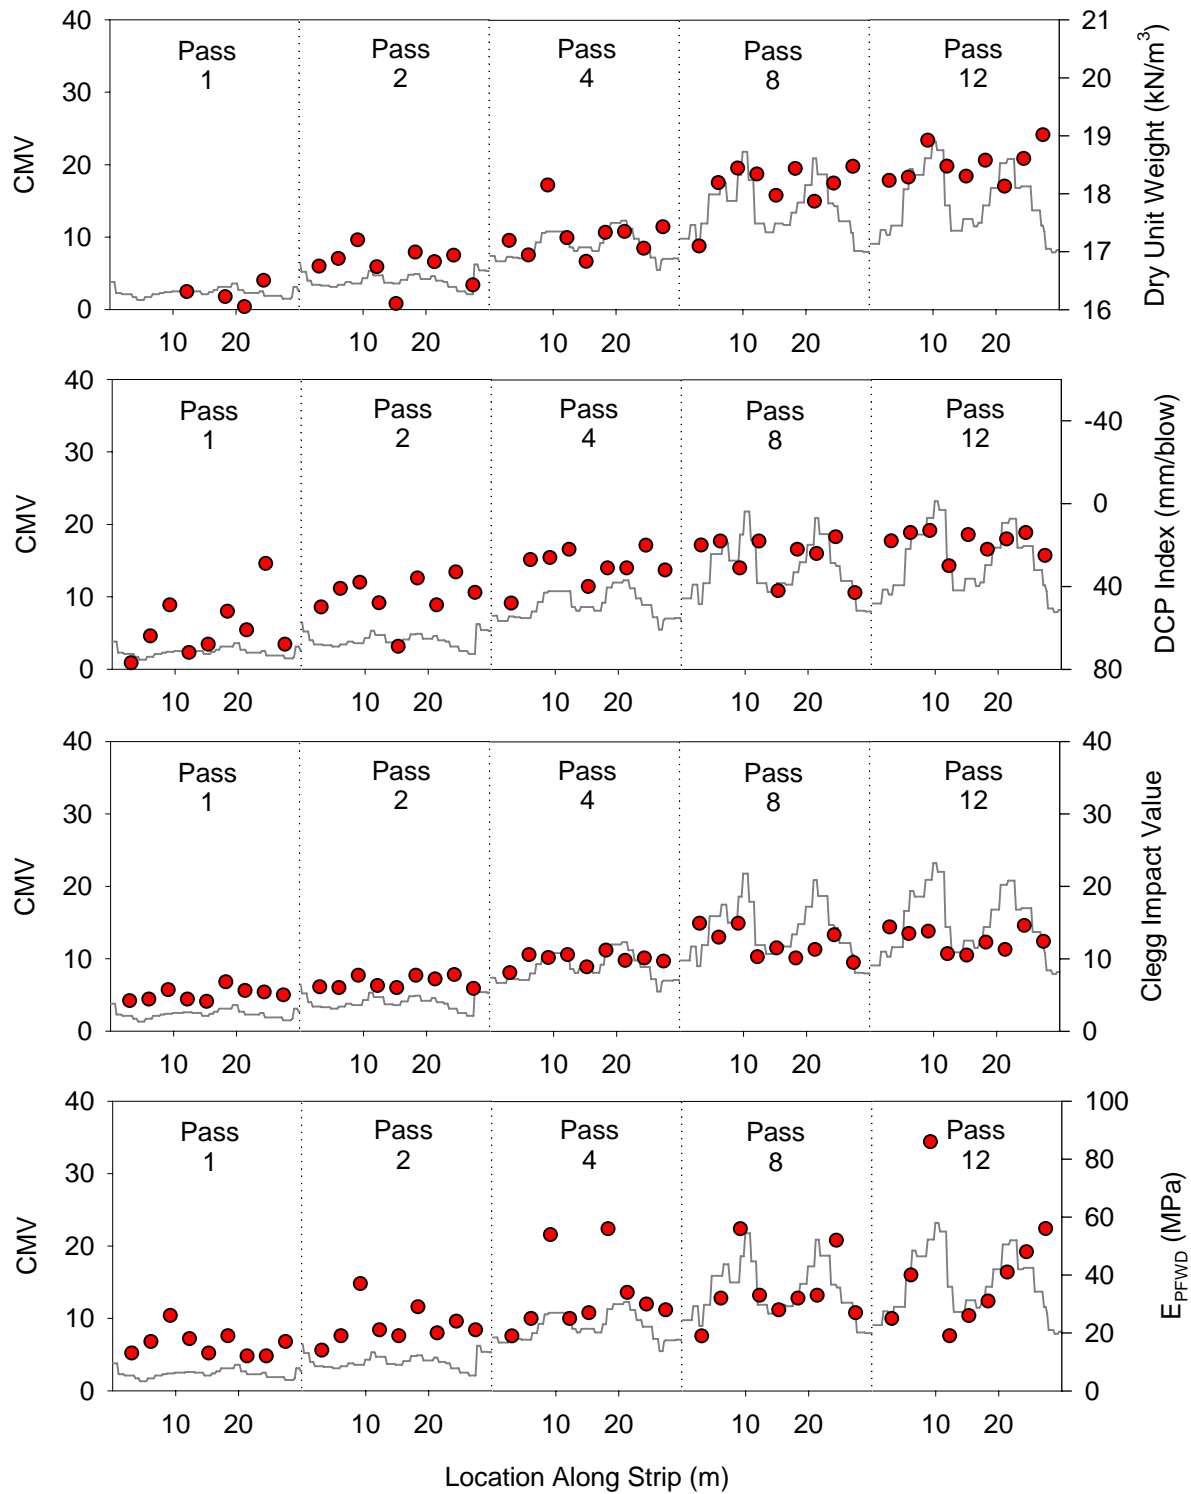 40
30
20
10
0
CMV
Pass
1
Pass
2
Pass
4
Pass
8
Pass
12
21
20
19
18
17
16
Dry Unit Weight (kN/m³)
10 20 10 20 10 20 10 20 10 20
40
30
20
10
0
CMV
Pass
1
Pass
2
Pass
4
Pass
8
Pass
12
-40
0
40
80
DCP Index (mm/blow)
10 20 10 20 10 20 10 20 10 20
40
30
20
10
0
CMV
Pass
1
Pass
2
Pass
4
Pass
8
Pass
12
40
30
20
10
0
Clegg Impact Value
10 20 10 20 10 20 10 20 10 20
40
30
20
10
0
CMV
Pass
1
Pass
2
Pass
4
Pass
8
Pass
12
100
80
60
40
20
0
E_PFWD (MPa)
10 20 10 20 10 20 10 20 10 20
Location Along Strip (m)